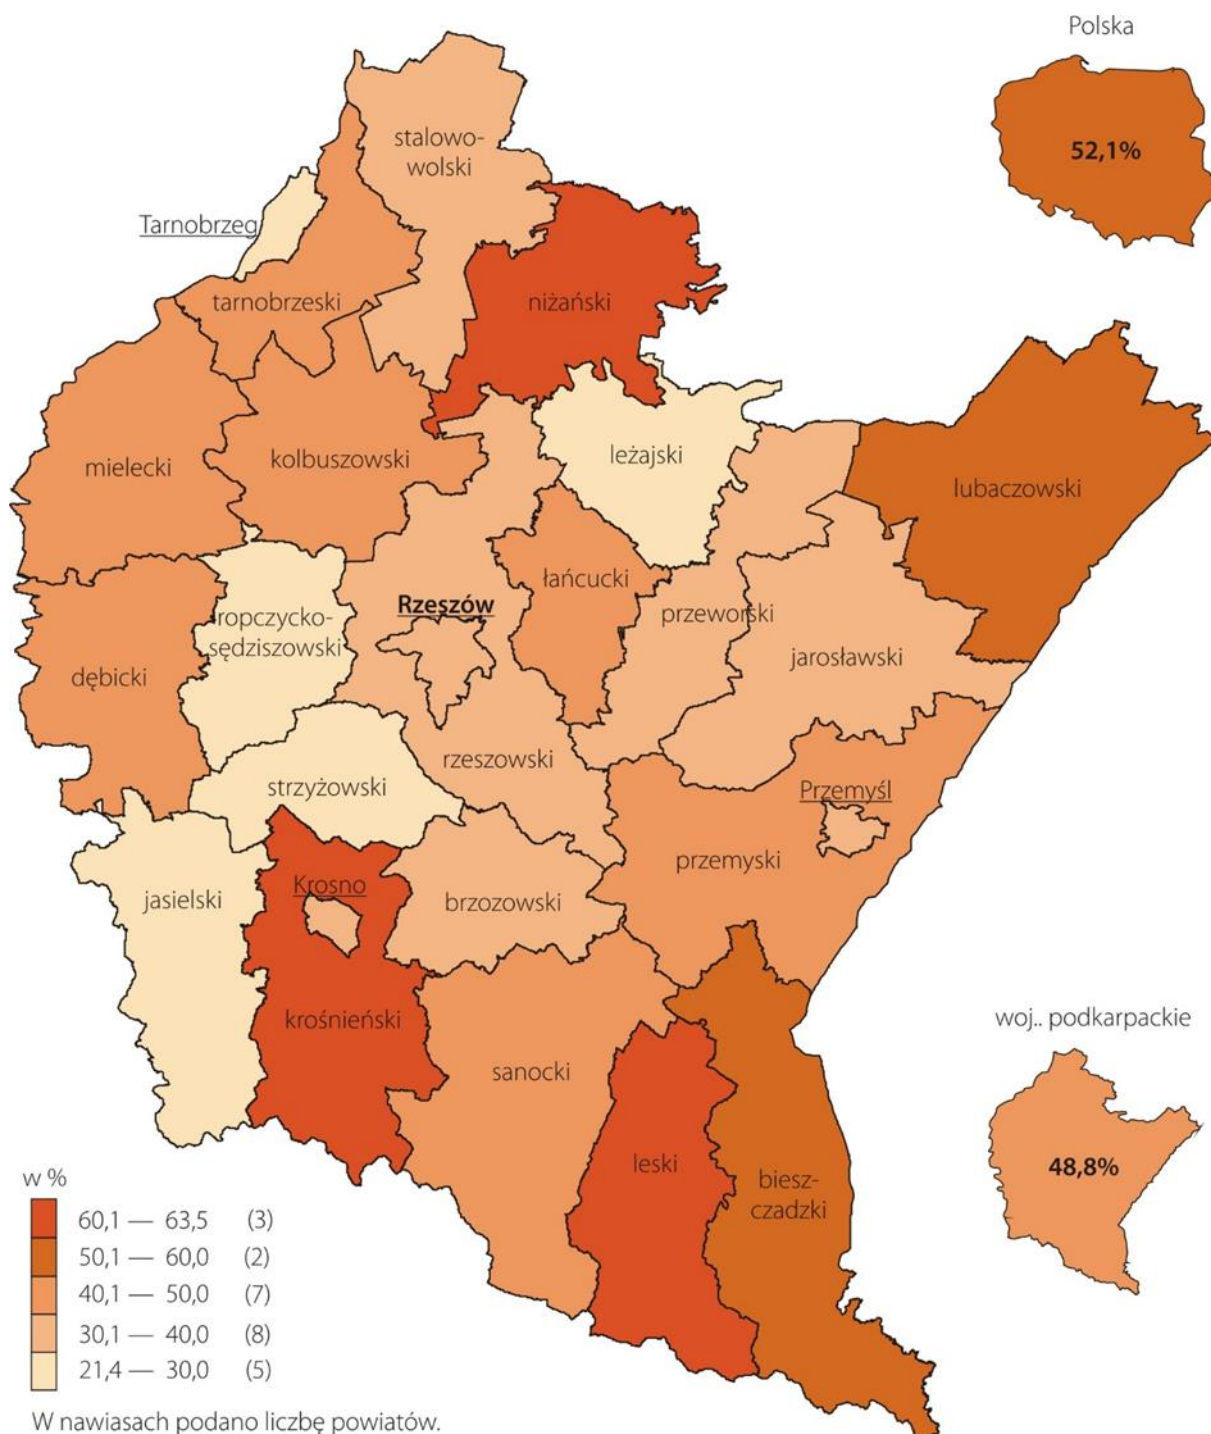 Polska
52,1%
stalowo-
wolski
Tarnobrzeg
tarnobrzeski
niżański
mielecki
kolbuszowski
leżajski
lubaczowski
łańcucki
Rzeszów
przeworski
ropczycko-
sędziszowski
jarosławski
dębicki
rzeszowski
strzyżowski
Przemyśl
przemyski
Krosno
jasielski
brzozowski
krośnieński
woj.. podkarpackie
sanocki
48,8%
leski
biesz-
czadzki
w %
60,1 — 63,5 (3)
50,1 — 60,0 (2)
40,1 — 50,0 (7)
30,1 — 40,0 (8)
21,4 — 30,0 (5)
W nawiasach podano liczbę powiatów.